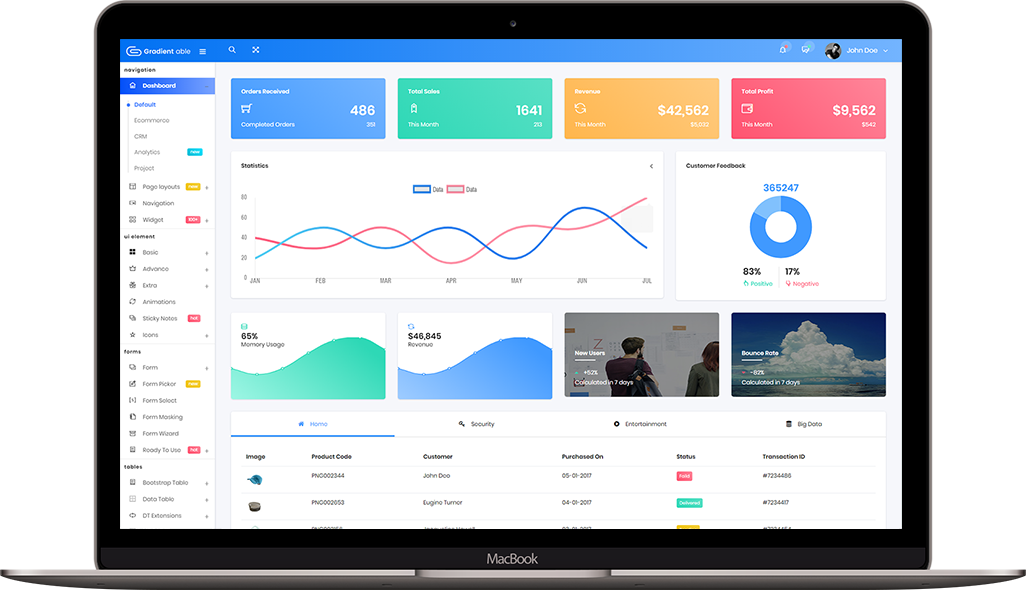 Gradient able
John Doe
navigation
Dashboard
Default
Ecommerce
CRM
Analytics
new
Project
Page layouts
new
Navigation
Widget
100+
ui element
Basic
Advance
Extra
Animations
Sticky Notes
hot
Icons
forms
Form
Form Picker
new
Form Select
Form Masking
Form Wizard
Ready To Use
hot
tables
Bootstrap Table
Data Table
DT Extensions
Orders Received
486
Completed Orders 351
Total Sales
1641
This Month 213
Revenue
$42,562
This Month $5,032
Total Profit
$9,562
This Month $542
Statistics
Data Data
80
60
40
20
0
JAN FEB MAR APR MAY JUN JUL
Customer Feedback
365247
83% 17%
Positive Negative
65%
Memory Usage
$46,845
Revenue
New Users
+52%
Calculated in 7 days
Bounce Rate
-82%
Calculated in 7 days
Home Security Entertainment Big Data
Image Product Code Customer Purchased On Status Transaction ID
PNG002344 John Doe 05-01-2017 Faild #7234486
PNG002653 Eugine Turner 04-01-2017 Delivered #7234417
MacBook